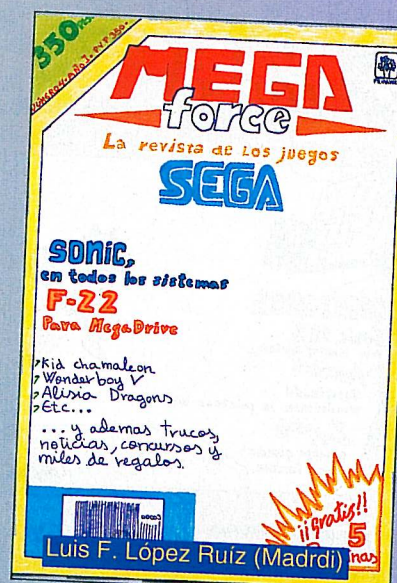 350
MEGA
force
La revista de los juegos
SEGA
SONIC,
en todos los sistemas
F-22
Para MegaDrive
Kid chamaleon
Wonderboy V
Alisia Dragons
Etc...
... y ademas trucos,
noticias, concursos y
miles de regalos.
¡¡Gratis!!
5
Luis F. López Ruíz (Madrdi)